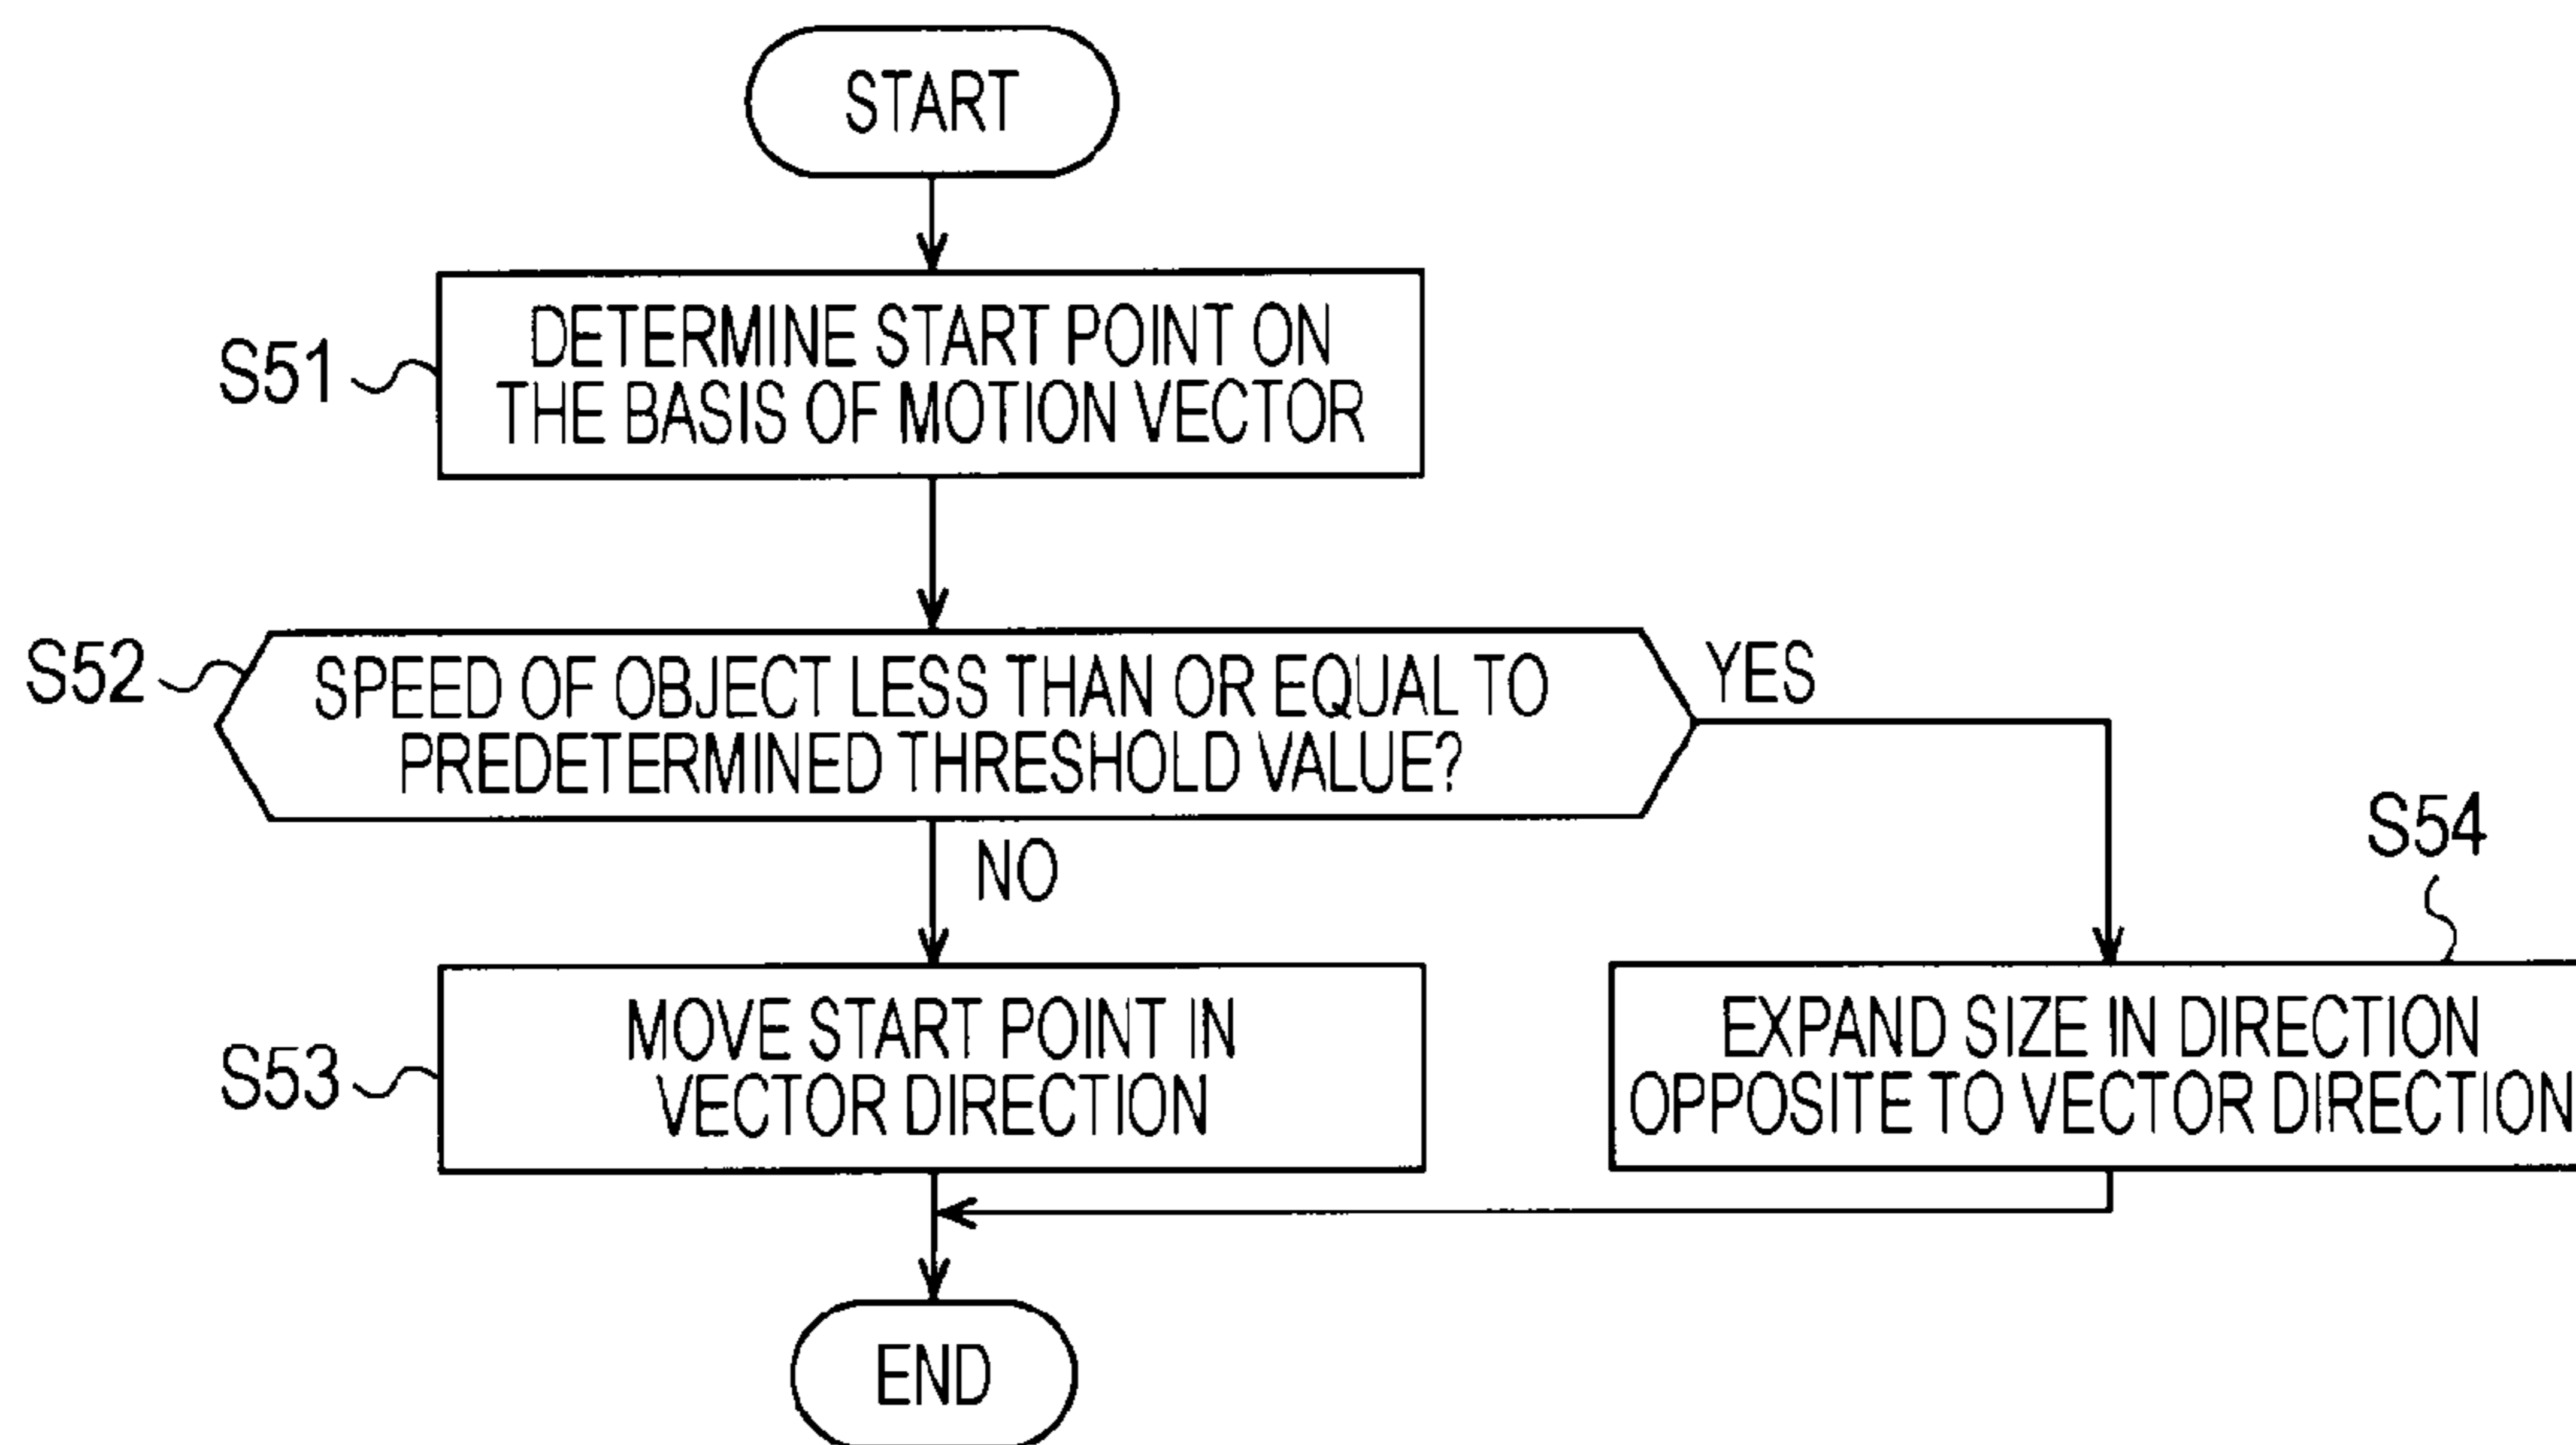 START
S51
DETERMINE START POINT ON
THE BASIS OF MOTION VECTOR
S52
SPEED OF OBJECT LESS THAN OR EQUAL TO
PREDETERMINED THRESHOLD VALUE?
YES
NO
S53
MOVE START POINT IN
VECTOR DIRECTION
S54
EXPAND SIZE IN DIRECTION
OPPOSITE TO VECTOR DIRECTION
END